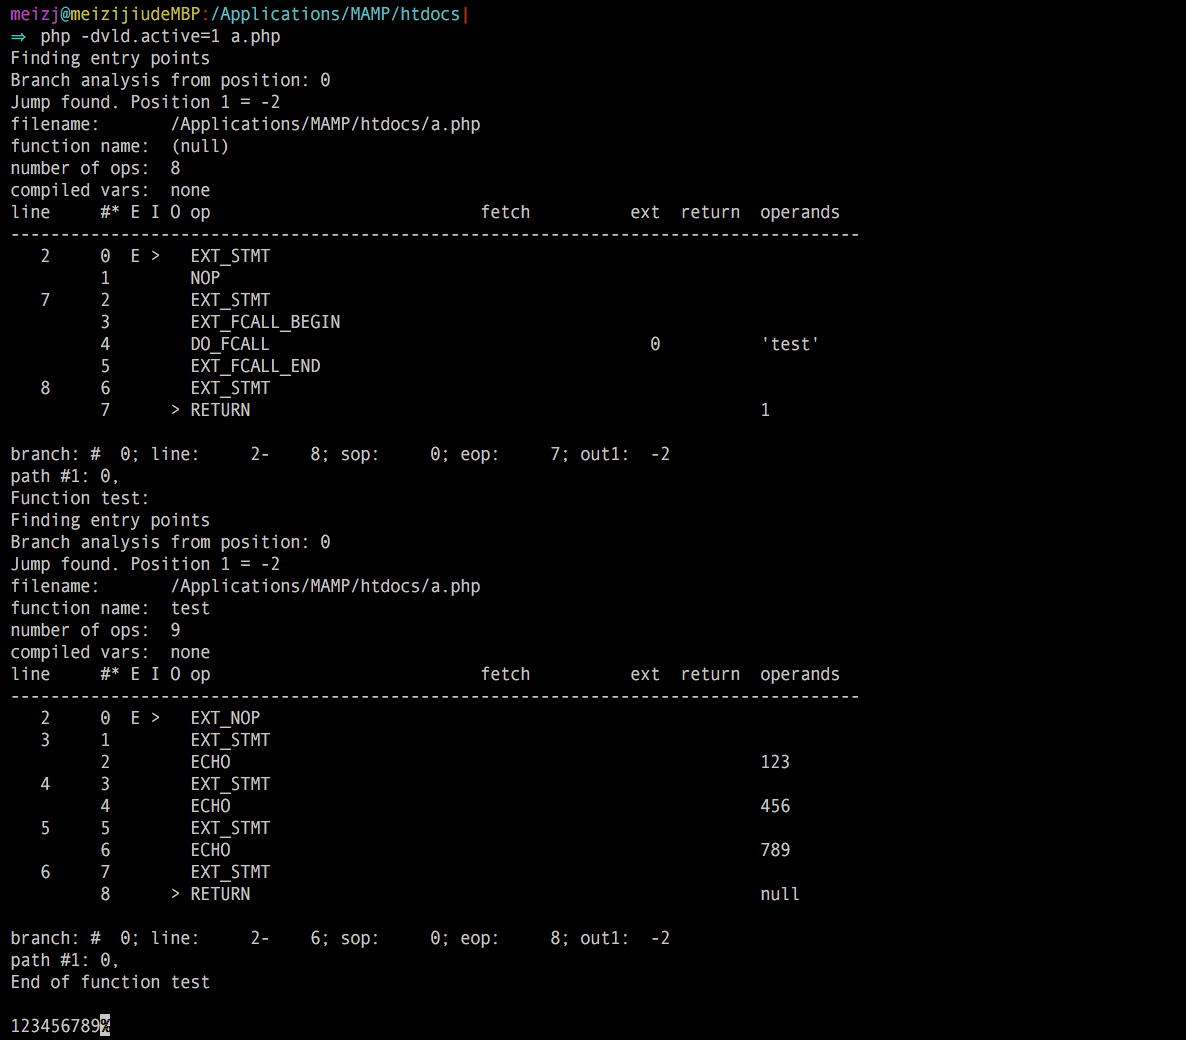 meizj@meizijiudeMBP:/Applications/MAMP/htdocs|
⇒  php -dvld.active=1 a.php
Finding entry points
Branch analysis from position: 0
Jump found. Position 1 = -2
filename:       /Applications/MAMP/htdocs/a.php
function name:  (null)
number of ops:  8
compiled vars:  none
line     #* E I O op                           fetch          ext  return  operands
-------------------------------------------------------------------------------------
   2     0  E >   EXT_STMT
         1        NOP
   7     2        EXT_STMT
         3        EXT_FCALL_BEGIN
         4        DO_FCALL                                      0          'test'
         5        EXT_FCALL_END
   8     6        EXT_STMT
         7      > RETURN                                                   1
branch: #  0; line:     2-    8; sop:     0; eop:     7; out1:  -2
path #1: 0,
Function test:
Finding entry points
Branch analysis from position: 0
Jump found. Position 1 = -2
filename:       /Applications/MAMP/htdocs/a.php
function name:  test
number of ops:  9
compiled vars:  none
line     #* E I O op                           fetch          ext  return  operands
-------------------------------------------------------------------------------------
   2     0  E >   EXT_NOP
   3     1        EXT_STMT
         2        ECHO                                                     123
   4     3        EXT_STMT
         4        ECHO                                                     456
   5     5        EXT_STMT
         6        ECHO                                                     789
   6     7        EXT_STMT
         8      > RETURN                                                   null
branch: #  0; line:     2-    6; sop:     0; eop:     8; out1:  -2
path #1: 0,
End of function test
123456789%